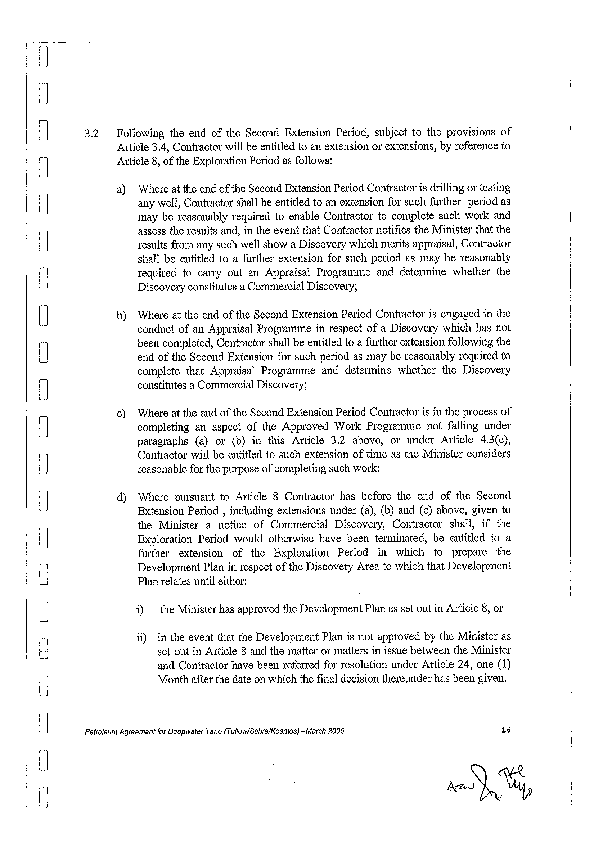 3.2 Following the end of the Second Extension Period, subject to the provisions of
Article 3.4, Contractor will be entitled to an extension or extensions, by reference to
Article 8, of the Exploration Period as follows:
a) Where at the end of the Second Extension Period Contractor is drilling or testing
any well, Contractor shall be entitled to an extension for such further period as
may be reasonably required to enable Contractor to complete such work and
assess the results and, in the event that Contractor notifies the Minister that the
results from any such well show a Discovery which merits appraisal, Contractor
shall be entitled to a further extension for such period as may be reasonably
required to carry out an Appraisal Programme and determine whether the
Discovery constitutes a Commercial Discovery;
b) Where at the end of the Second Extension Period Contractor is engaged in the
conduct of an Appraisal Programme in respect of a Discovery which has not
been completed, Contractor shall be entitled to a further extension following the
end of the Second Extension for such period as may be reasonably required to
complete that Appraisal Programme and determine whether the Discovery
constitutes a Commercial Discovery;
c) Where at the end of the Second Extension Period Contractor is in the process of
completing an aspect of the Approved Work Programme not falling under
paragraphs (a) or (b) in this Article 3.2 above, or under Article 4.3(c),
Contractor will be entitled to such extension of time as the Minister considers
reasonable for the purpose of completing such work;
d) Where pursuant to Article 8 Contractor has before the end of the Second
Extension Period , including extensions under (a), (b) and (c) above, given to
the Minister a notice of Commercial Discovery, Contractor shall, if the
Exploration Period would otherwise have been terminated, be entitled to a
further extension of the Exploration Period in which to prepare the
Development Plan in respect of the Discovery Area to which that Development
Plan relates until either:
i) the Minister has approved the Development Plan as set out in Article 8, or
ii) in the event that the Development Plan is not approved by the Minister as
set out in Article 8 and the matter or matters in issue between the Minister
and Contractor have been referred for resolution under Article 24, one (1)
Month after the date on which the final decision thereunder has been given.
Petroleum Agreement for Deepwater Tano (Tullow/Sabre/Kosmos) – March 2006